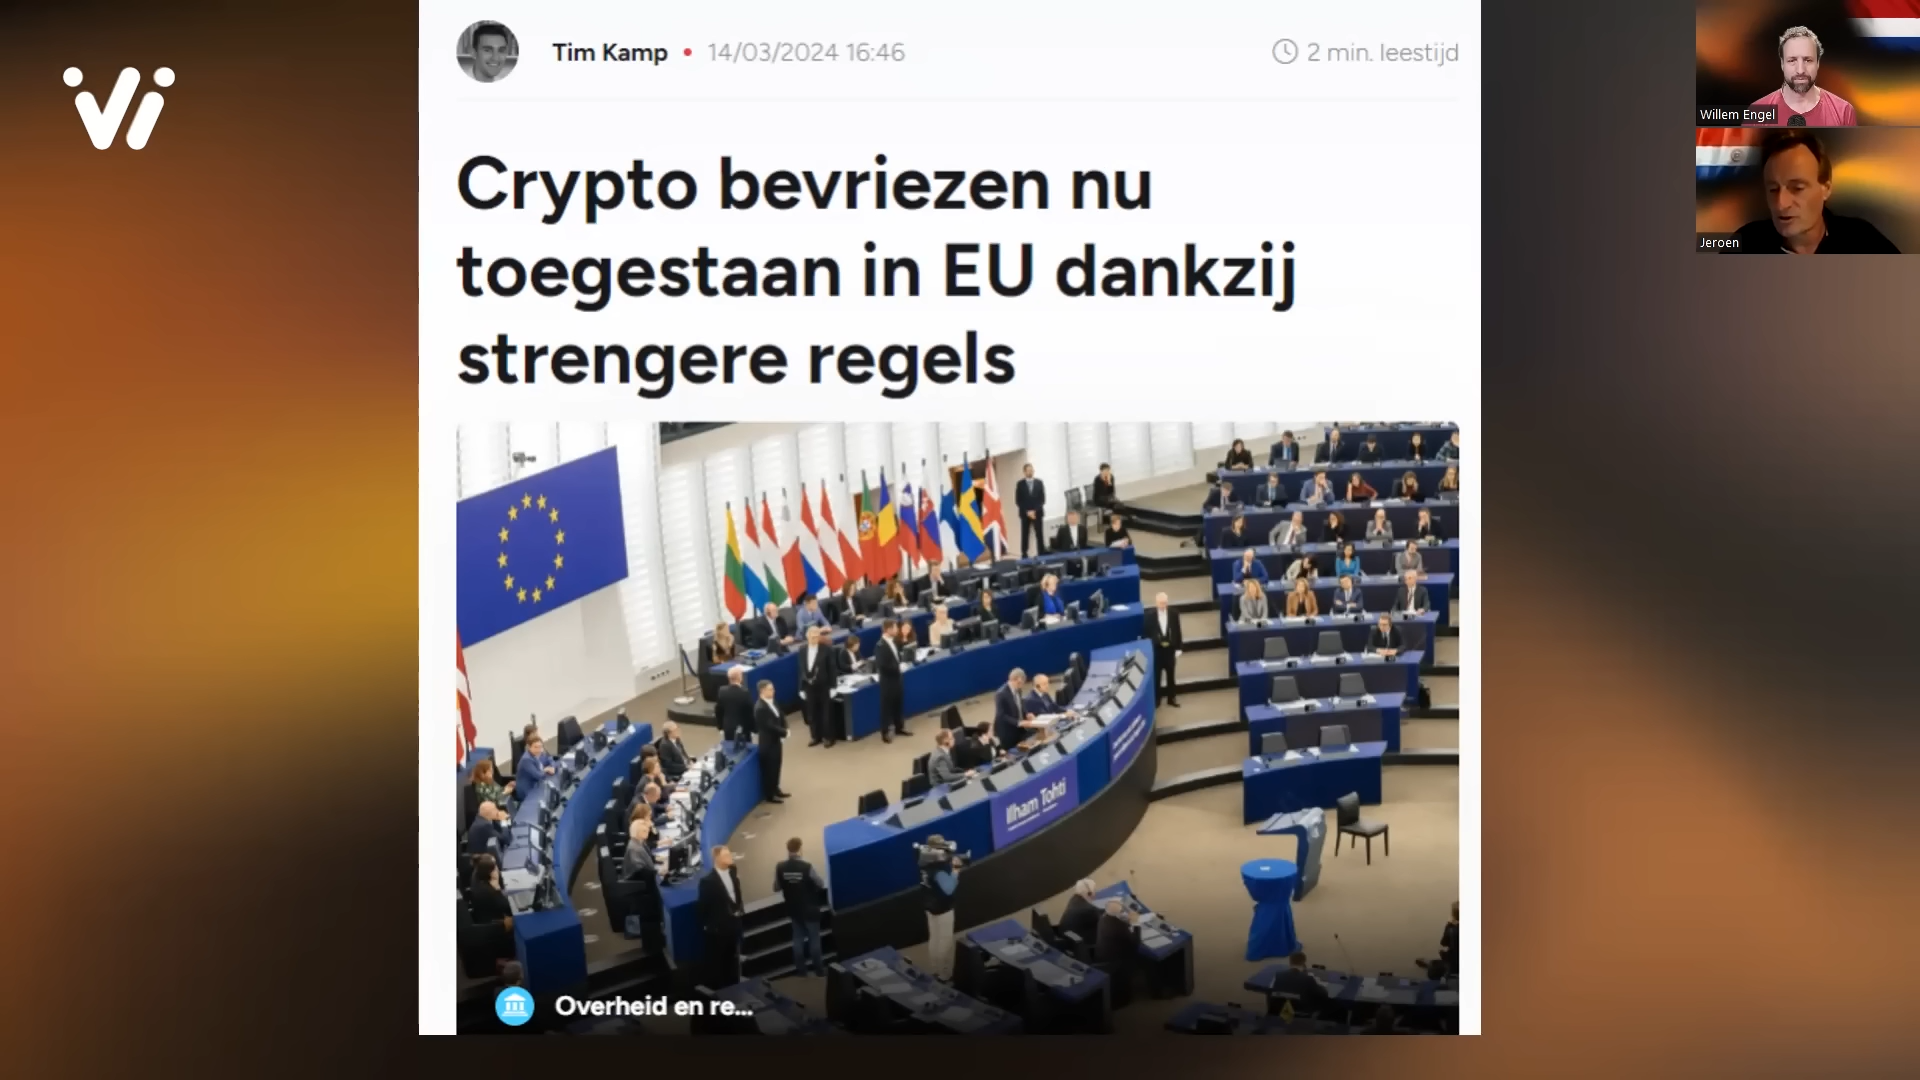 Vi
Tim Kamp • 14/03/2024 16:46
2 min. leestijd
Crypto bevriezen nu
toegestaan in EU dankzij
strengere regels
Ilham Tohti
Overheid en re...
Willem Engel
Jeroen